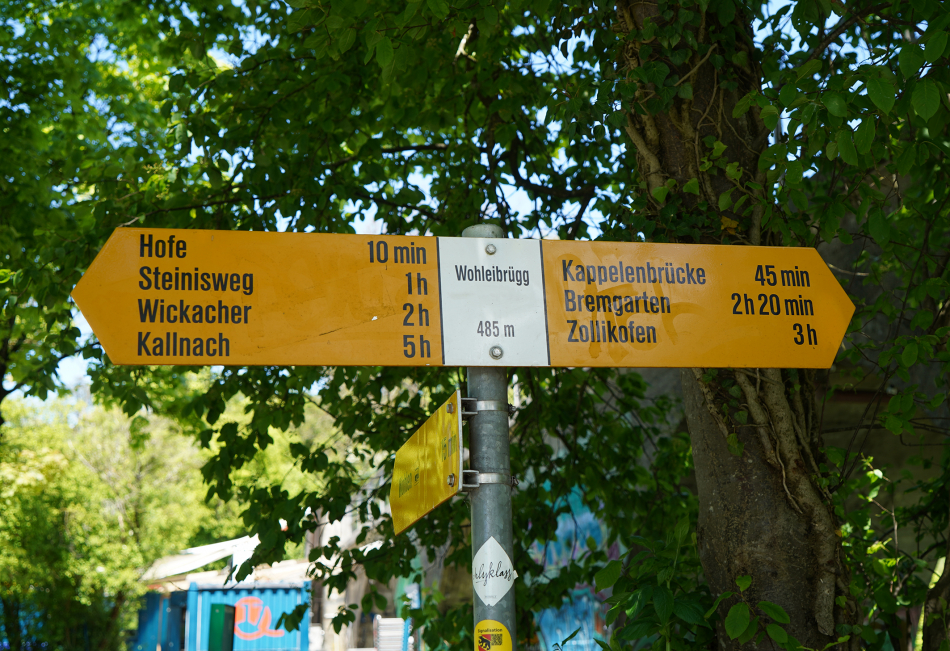 Hofe 10 min
Steinisweg 1 h
Wickacher 2 h
Kallnach 5 h
Wohleibrügg
485 m
Kappelenbrücke 45 min
Bremgarten 2 h 20 min
Zollikofen 3 h